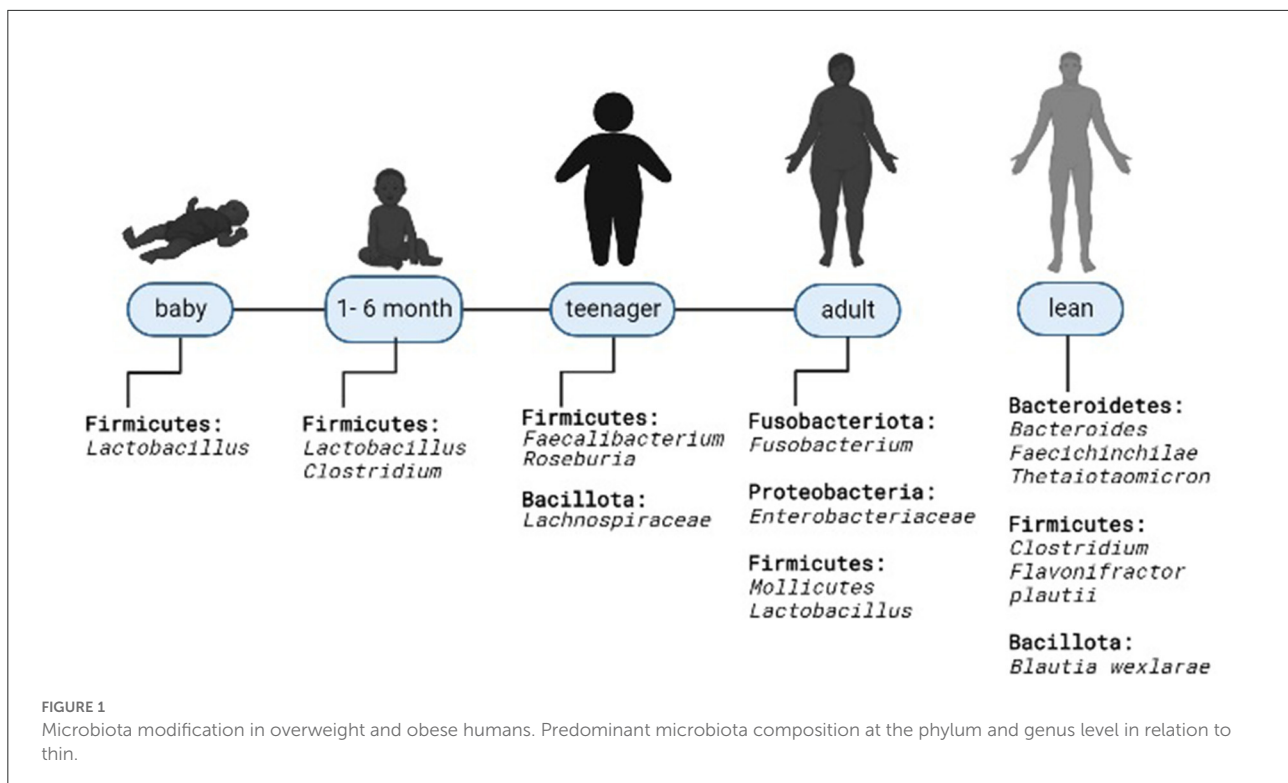 baby
1- 6 month
teenager
adult
lean
Firmicutes:
Lactobacillus
Firmicutes:
Lactobacillus
Clostridium
Firmicutes:
Faecalibacterium
Roseburia
Bacillota:
Lachnospiraceae
Fusobacteriota:
Fusobacterium
Proteobacteria:
Enterobacteriaceae
Firmicutes:
Mollicutes
Lactobacillus
Bacteroidetes:
Bacteroides
Faecichinchilae
Thetaiotaomicron
Firmicutes:
Clostridium
Flavonifractor
plautii
Bacillota:
Blautia wexlarae
FIGURE 1
Microbiota modification in overweight and obese humans. Predominant microbiota composition at the phylum and genus level in relation to
thin.